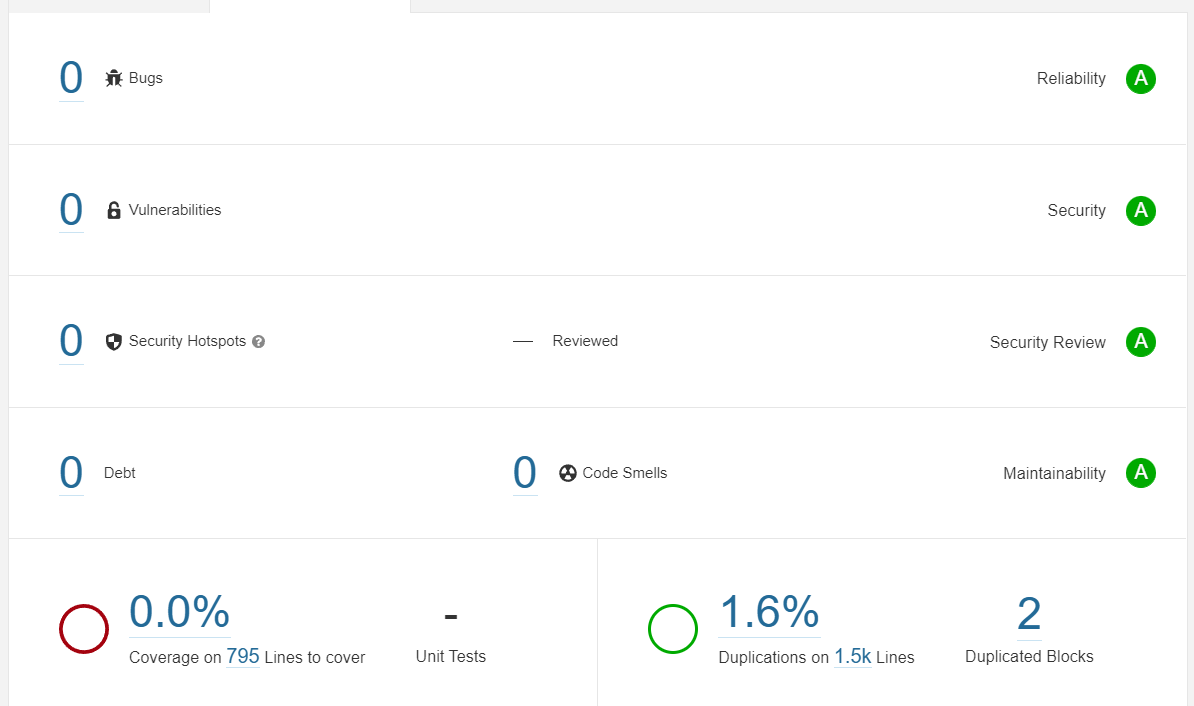 0 Bugs Reliability A
0 Vulnerabilities Security A
0 Security Hotspots ? — Reviewed Security Review A
0 Debt 0 Code Smells Maintainability A
0.0% - 1.6% 2
Coverage on 795 Lines to cover Unit Tests Duplications on 1.5k Lines Duplicated Blocks